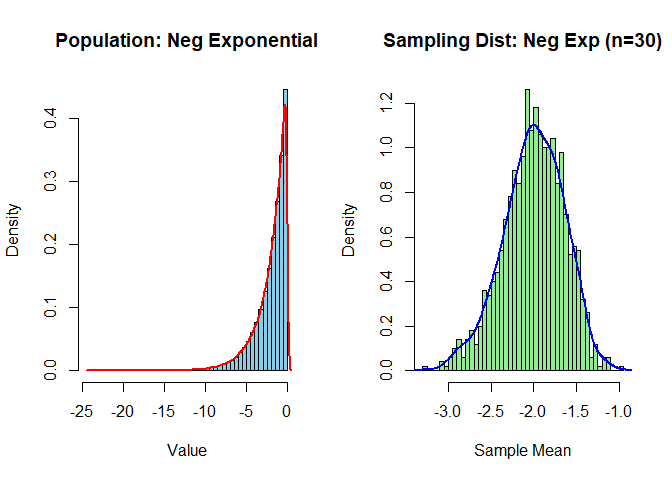 Population: Neg Exponential
Density
0.0 0.1 0.2 0.3 0.4
-25 -20 -15 -10 -5 0
Value
Sampling Dist: Neg Exp (n=30)
Density
0.0 0.2 0.4 0.6 0.8 1.0 1.2
-3.0 -2.5 -2.0 -1.5 -1.0
Sample Mean